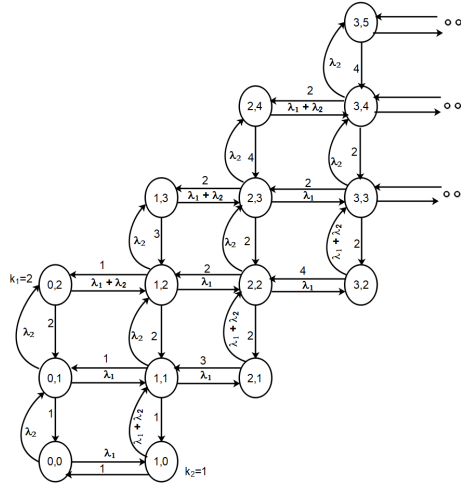 3,5
λ₂
4
2
2,4
λ₁ + λ₂
3,4
λ₂
4
λ₂
2
2
2
1,3
λ₁ + λ₂
2,3
λ₁
3,3
λ₂
3
λ₂
2
λ₁ + λ₂
2
1
2
4
k₁=2
0,2
λ₁ + λ₂
1,2
λ₁
2,2
λ₁
3,2
λ₂
2
λ₂
2
λ₁ + λ₂
2
1
3
0,1
λ₁
1,1
λ₁
2,1
λ₂
1
λ₁ + λ₂
1
0,0
λ₁
1,0
1
k₂=1